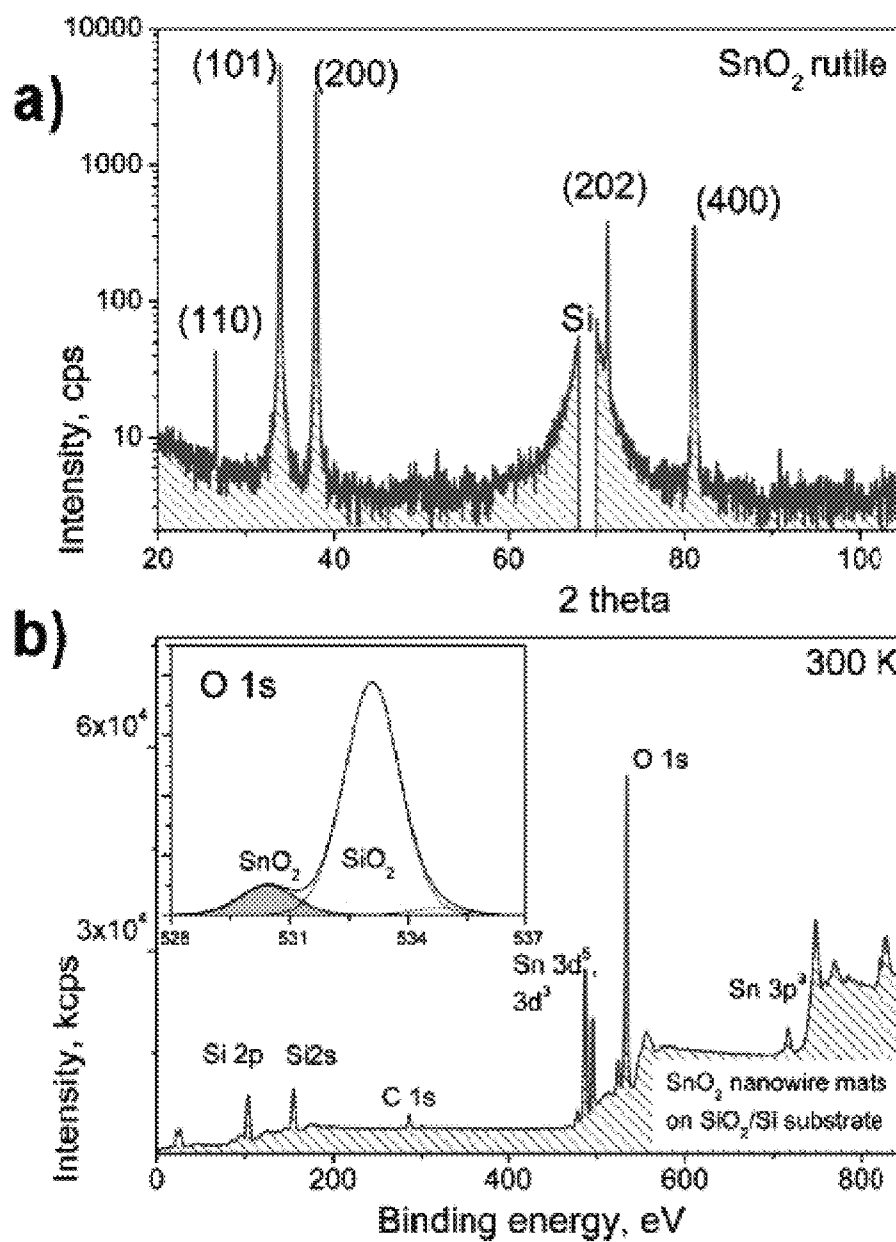 a)
10000
1000
100
10
Intensity, cps
(101)
(200)
SnO₂ rutile
(110)
(202)
(400)
Si
20
40
60
80
100
2 theta
b)
300 K
6x10⁴
3x10⁴
Intensity, kcps
O 1s
SnO₂
SiO₂
528
531
534
537
O 1s
Sn 3d⁵,
3d³
Sn 3p³
Si 2p
Si2s
C 1s
SnO₂ nanowire mats
on SiO₂/Si substrate
0
200
400
600
800
Binding energy, eV